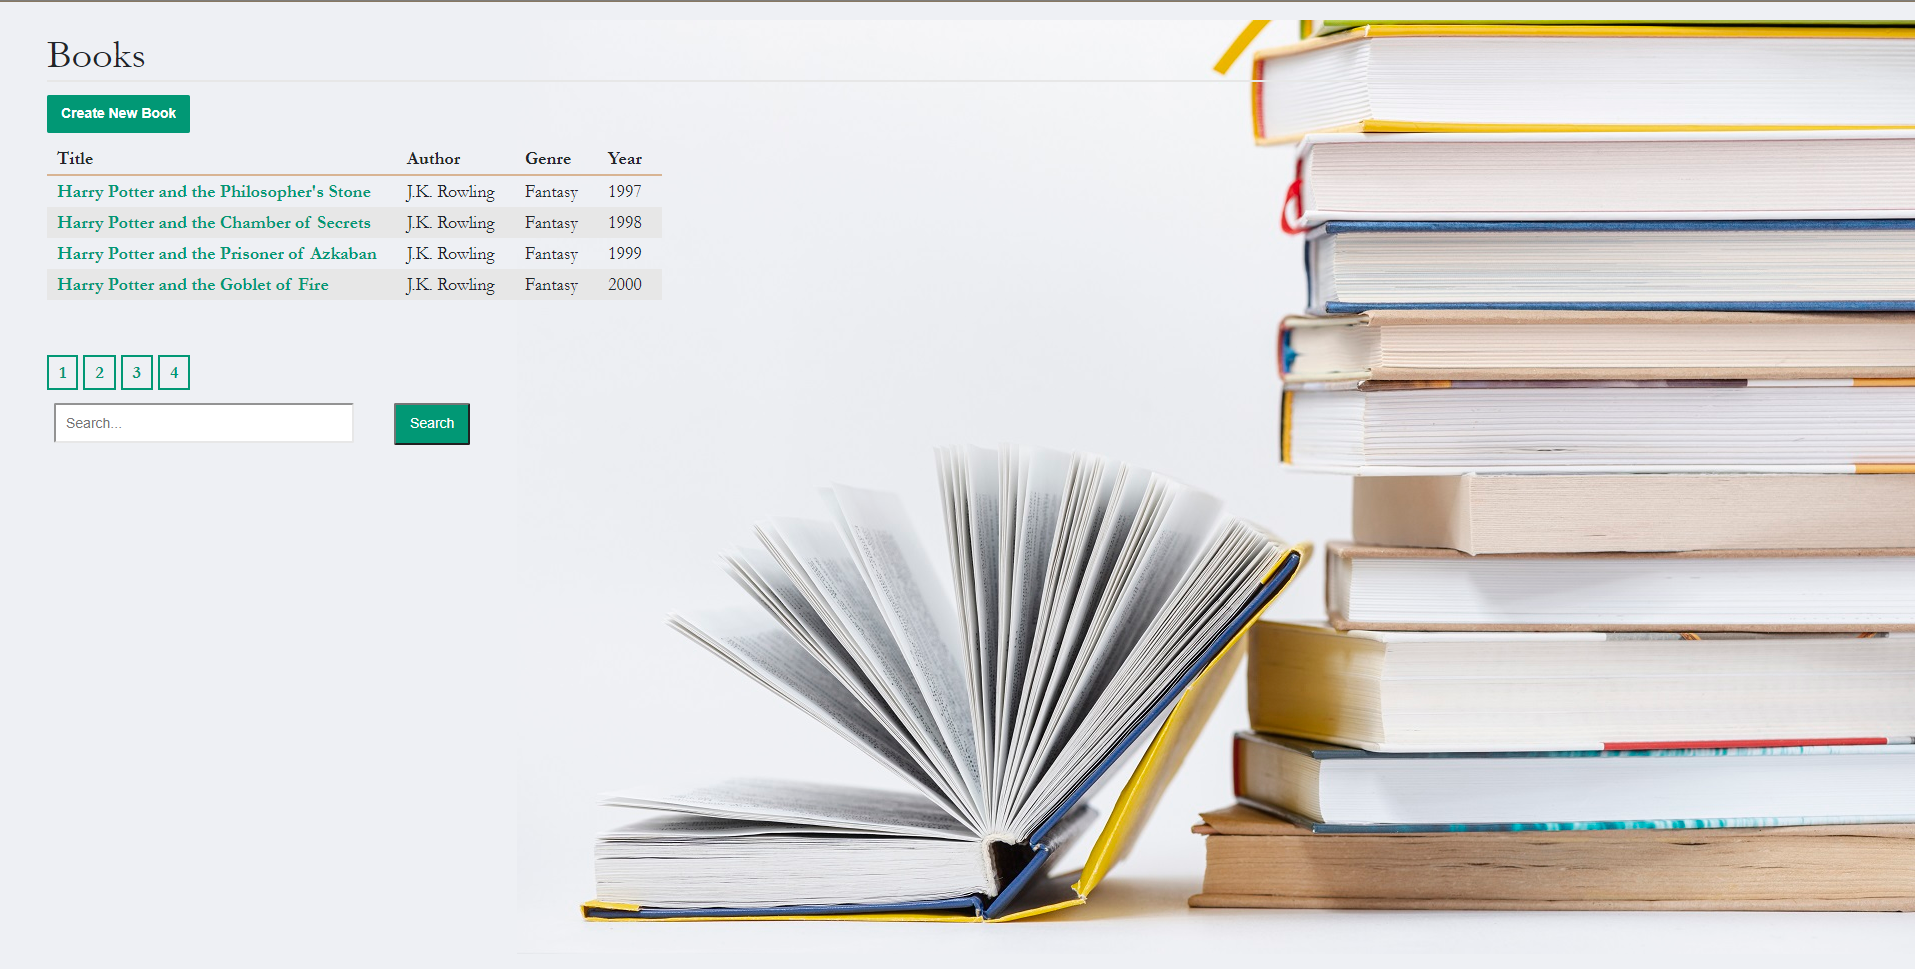 Books
Create New Book
Title Author Genre Year
Harry Potter and the Philosopher's Stone J.K. Rowling Fantasy 1997
Harry Potter and the Chamber of Secrets J.K. Rowling Fantasy 1998
Harry Potter and the Prisoner of Azkaban J.K. Rowling Fantasy 1999
Harry Potter and the Goblet of Fire J.K. Rowling Fantasy 2000
1 2 3 4
Search... Search